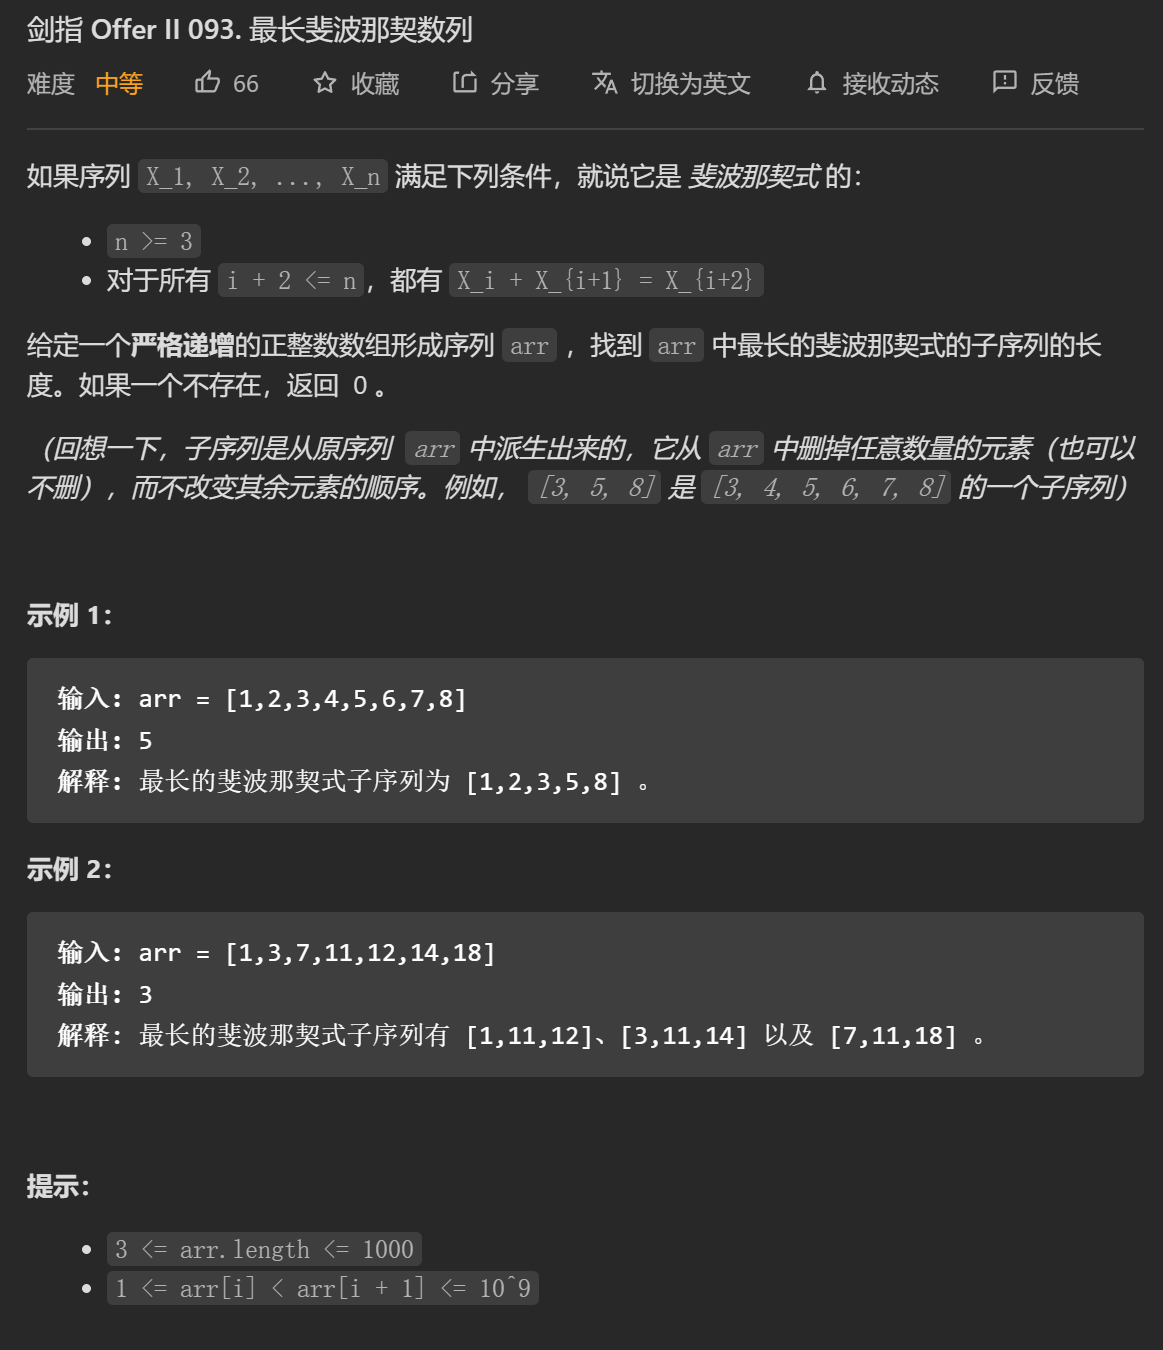 剑指 Offer II 093. 最长斐波那契数列
难度 中等 66 收藏 分享 切换为英文 接收动态 反馈
如果序列 X_1, X_2, ..., X_n 满足下列条件，就说它是 斐波那契式 的：
n >= 3
对于所有 i + 2 <= n，都有 X_i + X_{i+1} = X_{i+2}
给定一个严格递增的正整数数组形成序列 arr ，找到 arr 中最长的斐波那契式的子序列的长
度。如果一个不存在，返回 0 。
（回想一下，子序列是从原序列 arr 中派生出来的，它从 arr 中删掉任意数量的元素（也可以
不删），而不改变其余元素的顺序。例如， [3, 5, 8] 是 [3, 4, 5, 6, 7, 8] 的一个子序列）
示例 1：
输入：arr = [1,2,3,4,5,6,7,8]
输出：5
解释：最长的斐波那契式子序列为 [1,2,3,5,8] 。
示例 2：
输入：arr = [1,3,7,11,12,14,18]
输出：3
解释：最长的斐波那契式子序列有 [1,11,12]、[3,11,14] 以及 [7,11,18] 。
提示：
3 <= arr.length <= 1000
1 <= arr[i] < arr[i + 1] <= 10^9